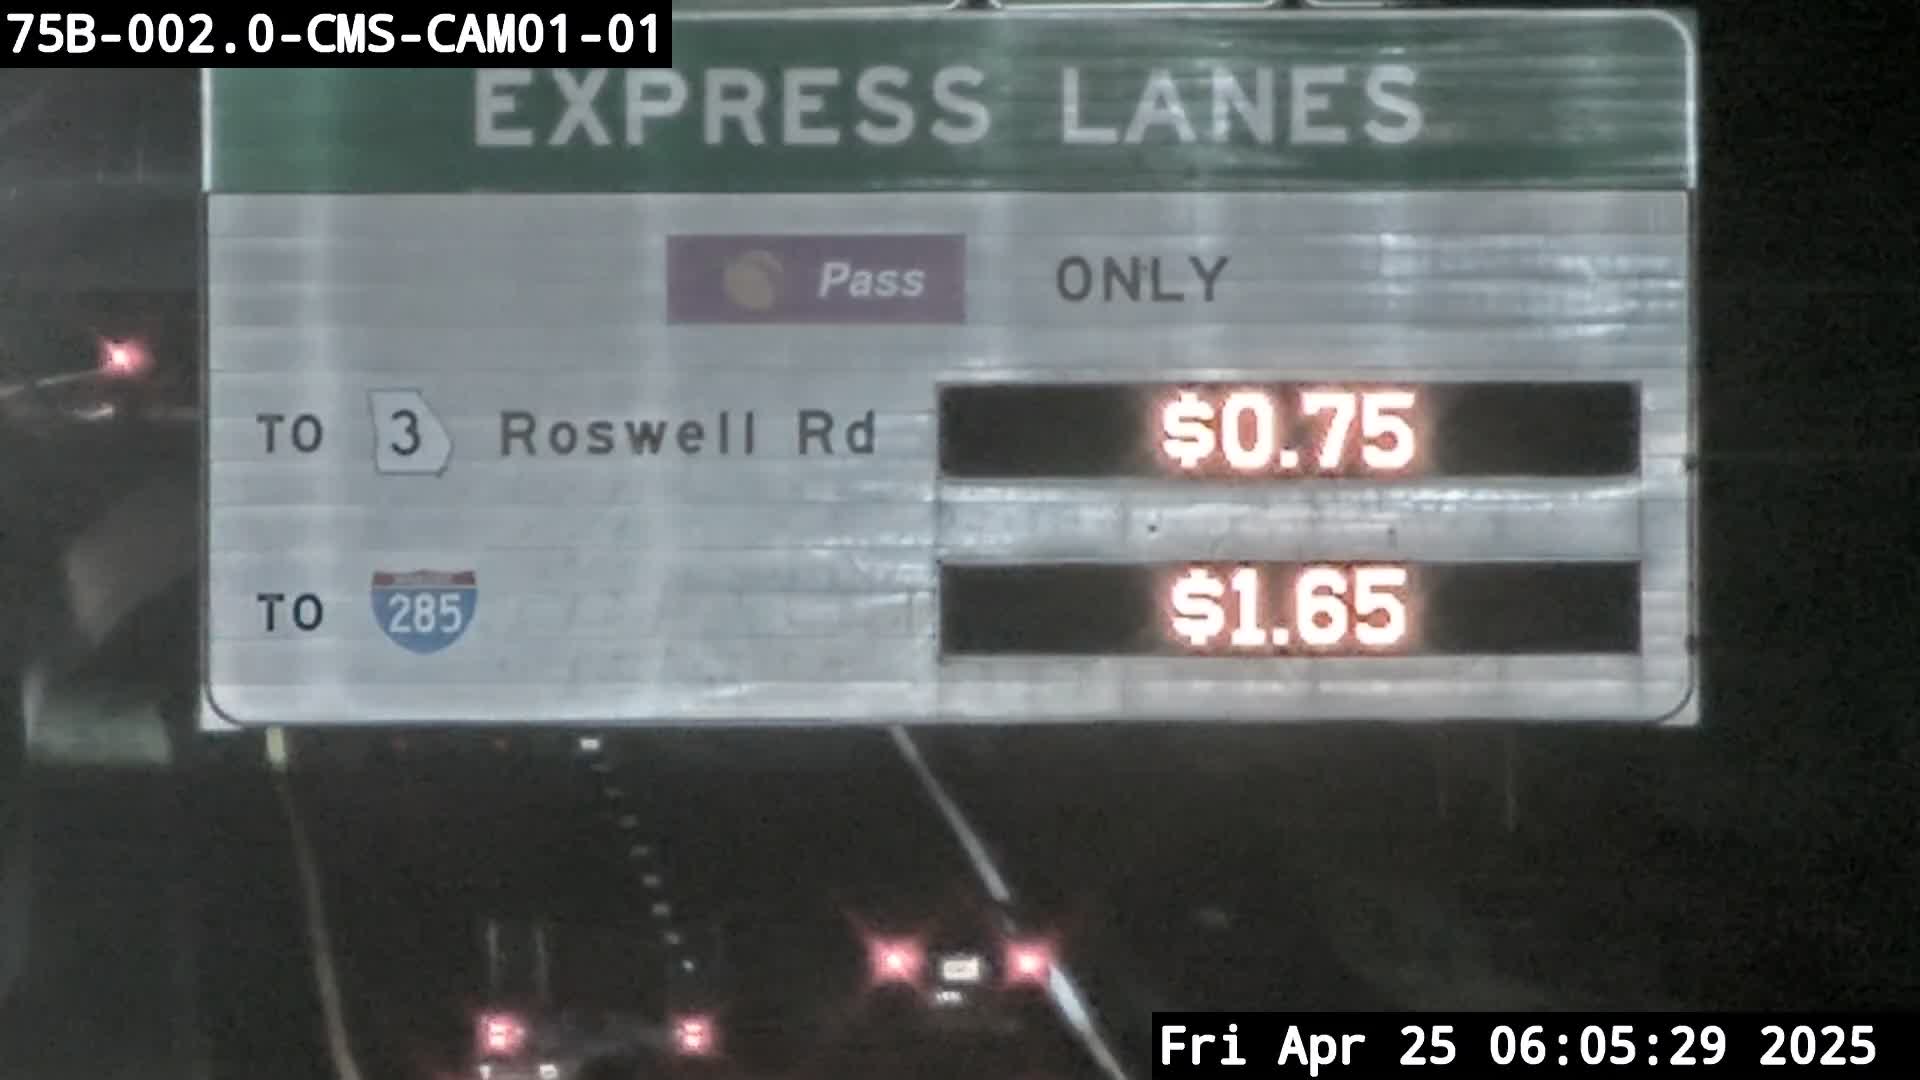 75B-002.0-CMS-CAM01-01
EXPRESS LANES
Pass ONLY
TO 3 Roswell Rd $0.75
TO 285 $1.65
Fri Apr 25 06:05:29 2025